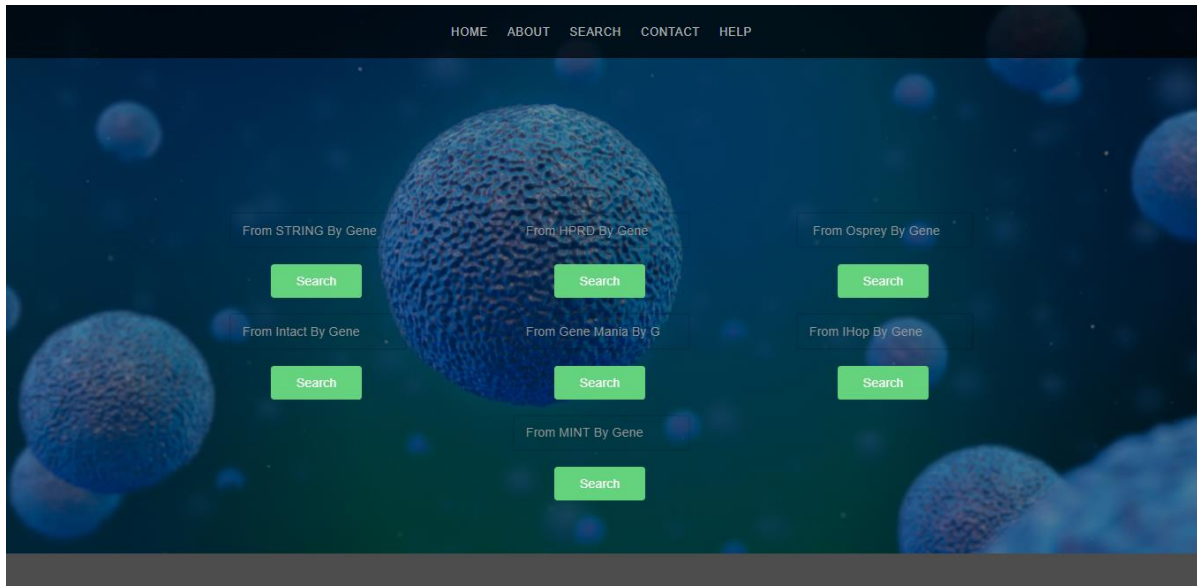 HOME ABOUT SEARCH CONTACT HELP
From STRING By Gene From HPRD By Gene From Osprey By Gene
Search Search Search
From Intact By Gene From Gene Mania By G From IHop By Gene
Search Search Search
From MINT By Gene
Search